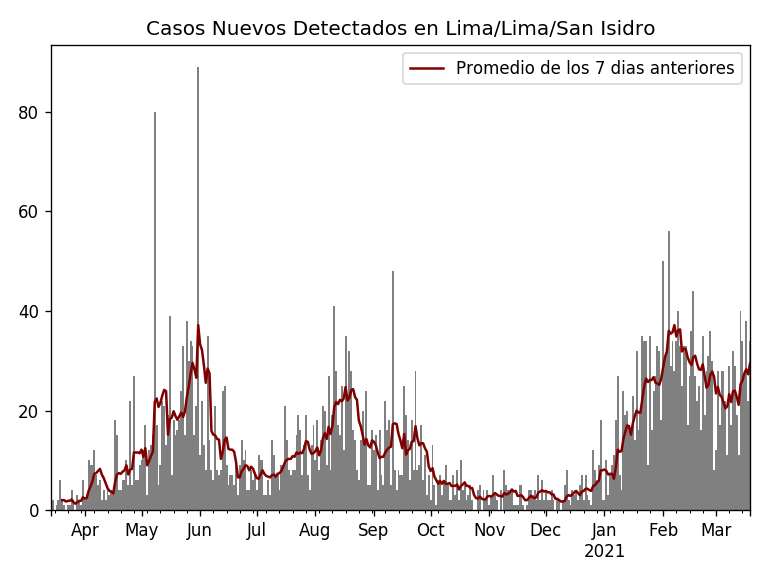 Casos Nuevos Detectados en Lima/Lima/San Isidro
Promedio de los 7 dias anteriores
80
60
40
20
0
Apr May Jun Jul Aug Sep Oct Nov Dec Jan Feb Mar
2021